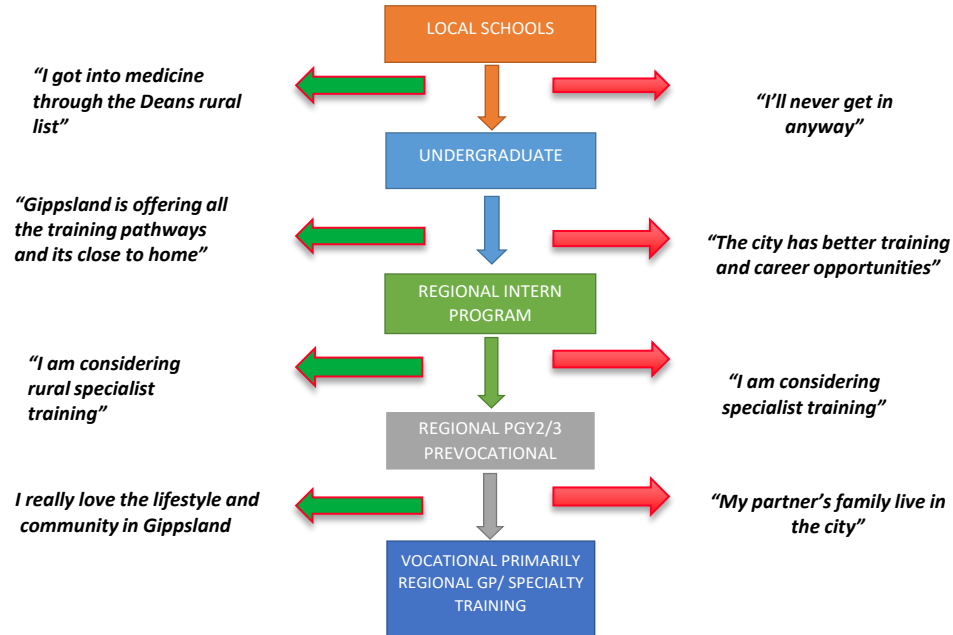 LOCAL SCHOOLS
“I got into medicine
through the Deans rural
list”
“I’ll never get in
anyway”
UNDERGRADUATE
“Gippsland is offering all
the training pathways
and its close to home”
“The city has better training
and career opportunities”
REGIONAL INTERN
PROGRAM
“I am considering
rural specialist
training”
“I am considering
specialist training”
REGIONAL PGY2/3
PREVOCATIONAL
I really love the lifestyle and
community in Gippsland
“My partner’s family live in
the city”
VOCATIONAL PRIMARILY
REGIONAL GP/ SPECIALTY
TRAINING